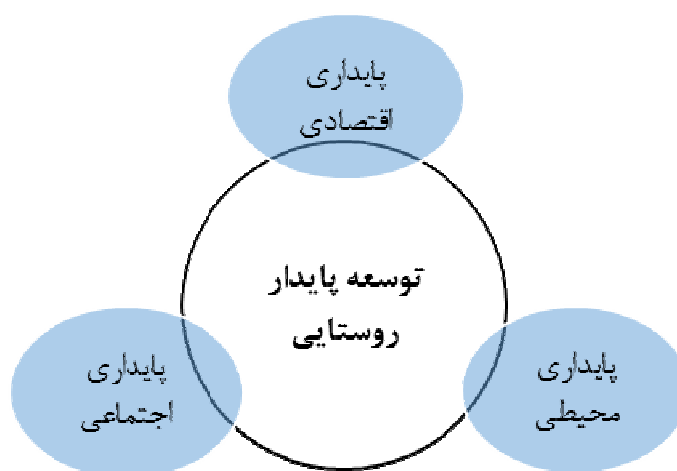 پایداری
اقتصادی
توسعه پایدار
روستایی
پایداری
محیطی
پایداری
اجتماعی